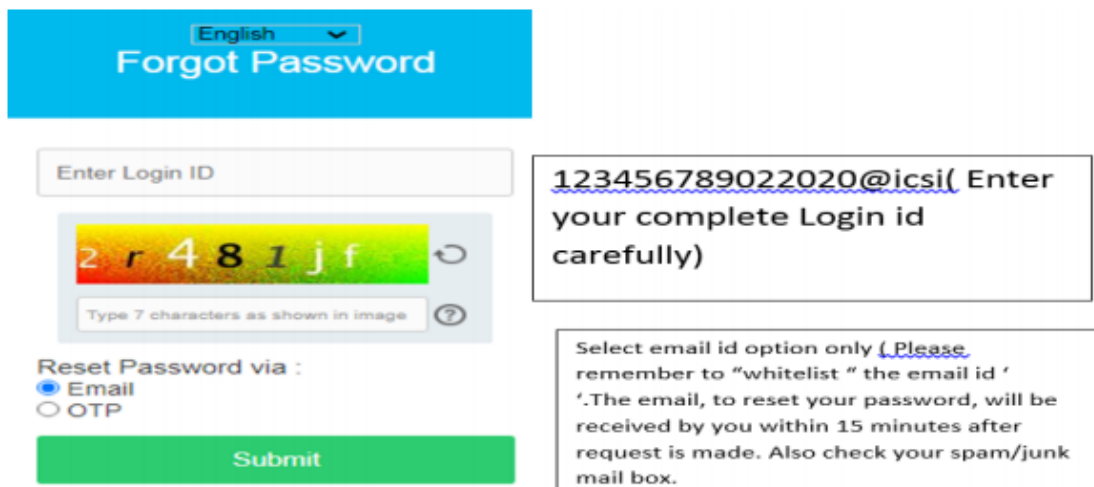 English
Forgot Password
Enter Login ID
2 r 4 8 1 j f
Type 7 characters as shown in image
Reset Password via :
Email
OTP
Submit
123456789022020@icsi( Enter
your complete Login id
carefully)
Select email id option only ( Please
remember to “whitelist “ the email id ‘
‘.The email, to reset your password, will be
received by you within 15 minutes after
request is made. Also check your spam/junk
mail box.